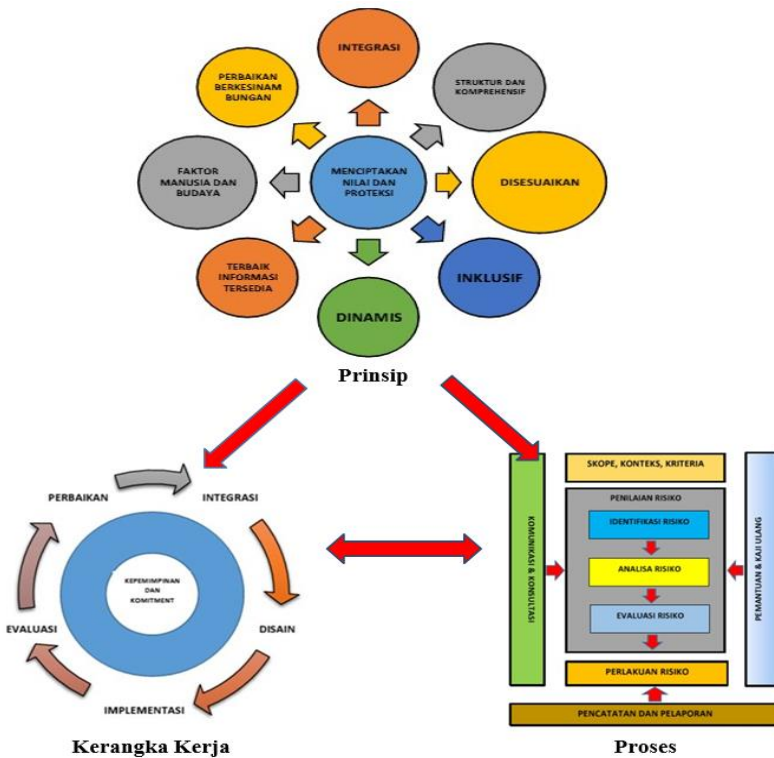 INTEGRASI
PERBAIKAN
BERKESINAM
BUNGAN
STRUKTUR DAN
KOMPREHENSIF
FAKTOR
MANUSIA DAN
BUDAYA
MENCIPTAKAN
NILAI DAN
PROTEKSI
DISESUAIKAN
TERBAIK
INFORMASI
TERSEDIA
INKLUSIF
DINAMIS
Prinsip
PERBAIKAN
INTEGRASI
KEPEMIMPINAN
DAN
KOMITMENT
EVALUASI
DISAIN
IMPLEMENTASI
Kerangka Kerja
SKOPE, KONTEKS, KRITERIA
KOMUNIKASI & KONSULTASI
PENILAIAN RISIKO
IDENTIFIKASI RISIKO
ANALISA RISIKO
EVALUASI RISIKO
PEMANTUAN & KAJI ULANG
PERLAKUAN RISIKO
PENCATATAN DAN PELAPORAN
Proses